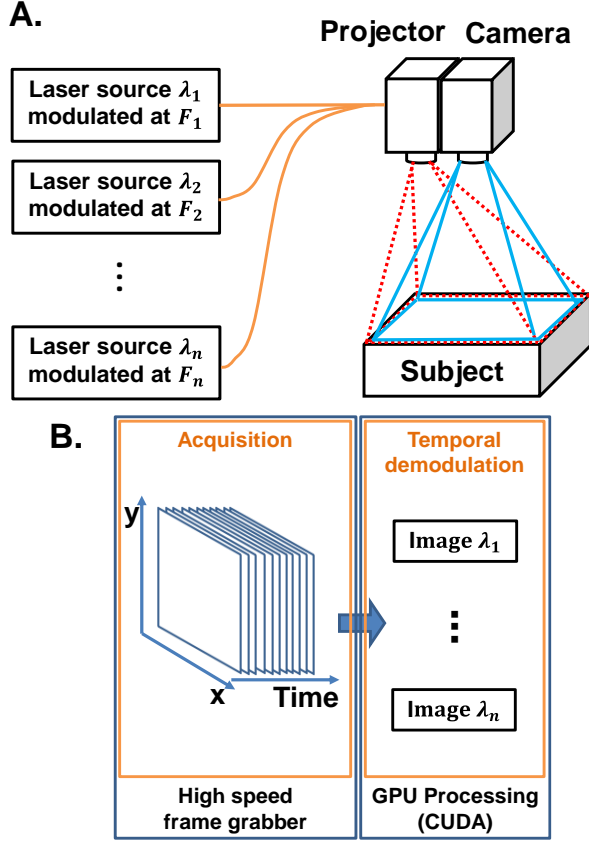 A.
Projector Camera
Laser source λ₁
modulated at F₁
Laser source λ₂
modulated at F₂
⋮
Laser source λₙ
modulated at Fₙ
Subject
B.
Acquisition
Temporal
demodulation
y
x
Time
Image λ₁
⋮
Image λₙ
High speed
frame grabber
GPU Processing
(CUDA)